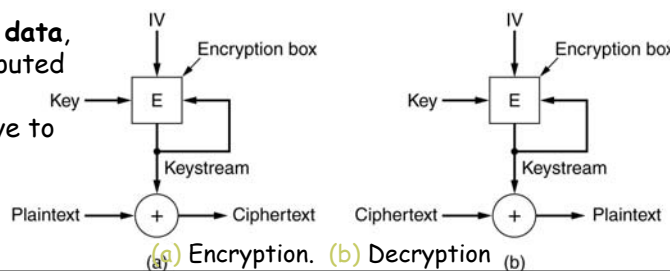 data,
buted
ve to
IV
Encryption box
Key
E
Keystream
Plaintext
+
Ciphertext
(a)
IV
Encryption box
Key
E
Keystream
Ciphertext
+
Plaintext
(b)
(a) Encryption. (b) Decryption